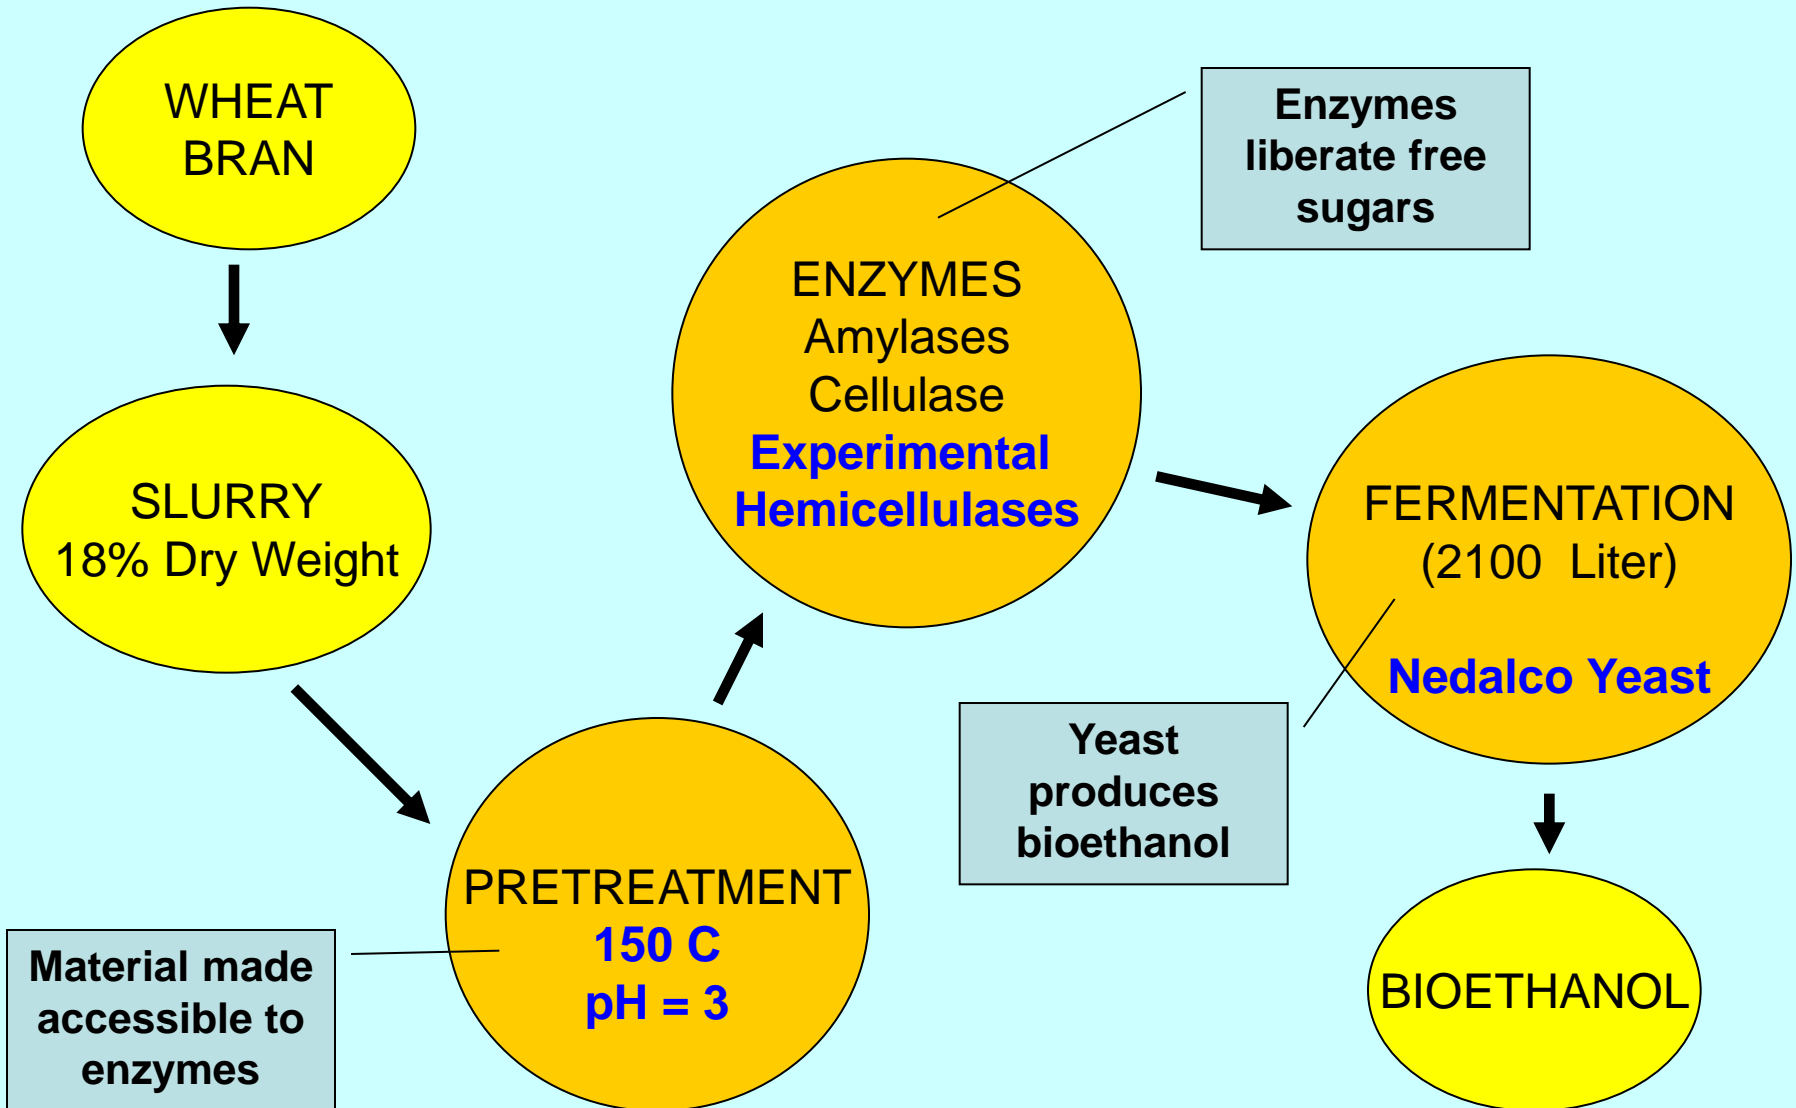 WHEAT
BRAN
SLURRY
18% Dry Weight
Material made
accessible to
enzymes
PRETREATMENT
150 C
pH = 3
ENZYMES
Amylases
Cellulase
Experimental
Hemicellulases
Enzymes
liberate free
sugars
FERMENTATION
(2100 Liter)
Nedalco Yeast
Yeast
produces
bioethanol
BIOETHANOL